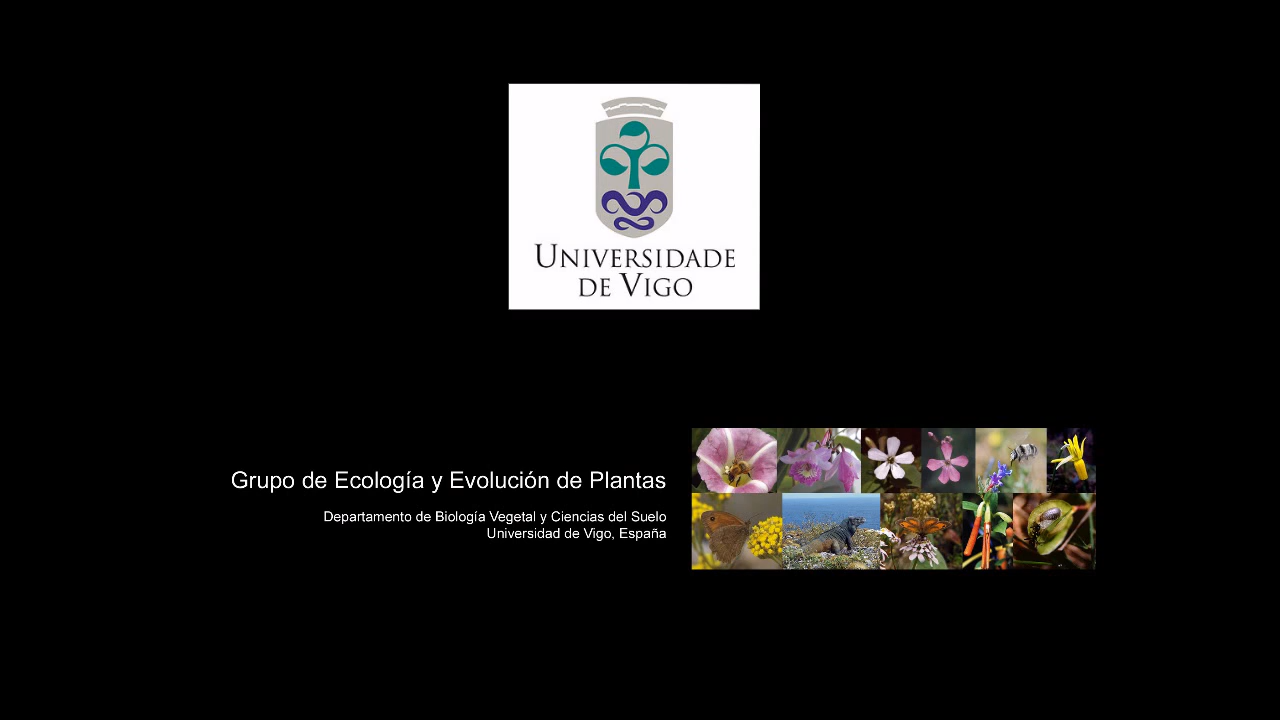 UNIVERSIDADE
DE VIGO
Grupo de Ecología y Evolución de Plantas
Departamento de Biología Vegetal y Ciencias del Suelo
Universidad de Vigo, España